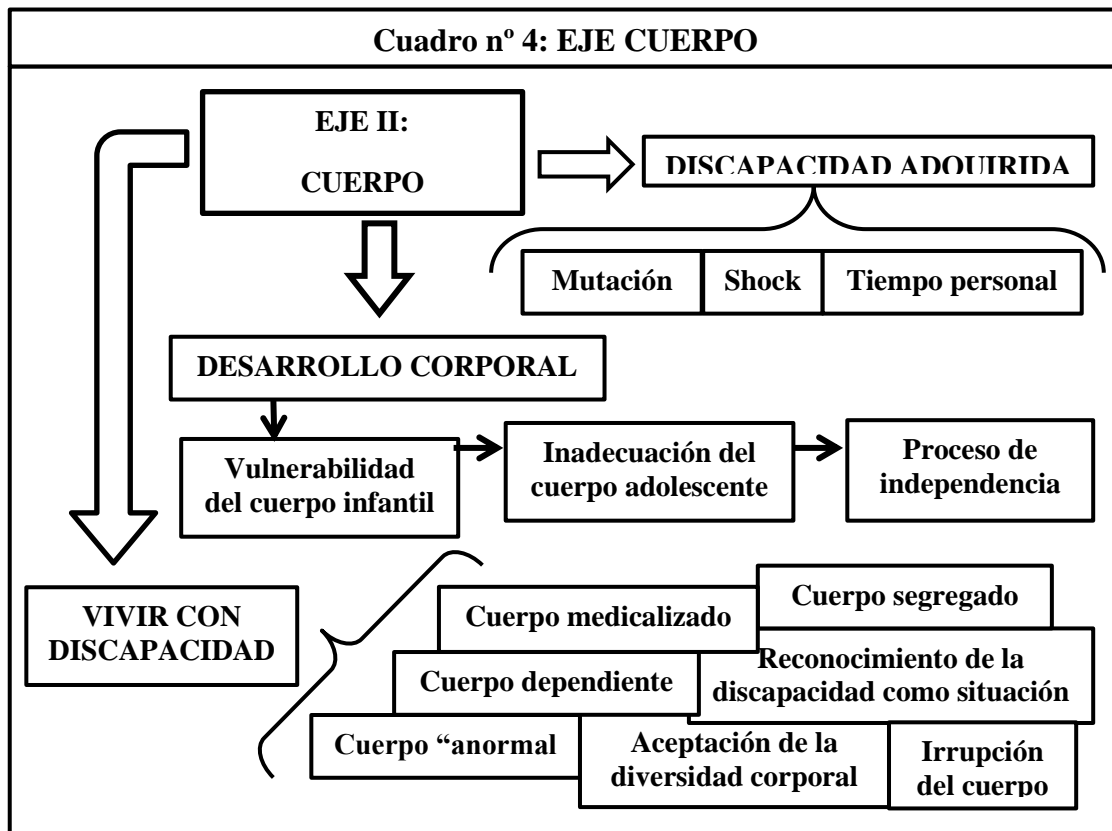 Cuadro nº 4: EJE CUERPO
EJE II:
CUERPO
DISCAPACIDAD ADQUIRIDA
Mutación
Shock
Tiempo personal
DESARROLLO CORPORAL
Vulnerabilidad
del cuerpo infantil
Inadecuación del
cuerpo adolescente
Proceso de
independencia
VIVIR CON
DISCAPACIDAD
Cuerpo medicalizado
Cuerpo segregado
Cuerpo dependiente
Reconocimiento de la
discapacidad como situación
Cuerpo “anormal
Aceptación de la
diversidad corporal
Irrupción
del cuerpo